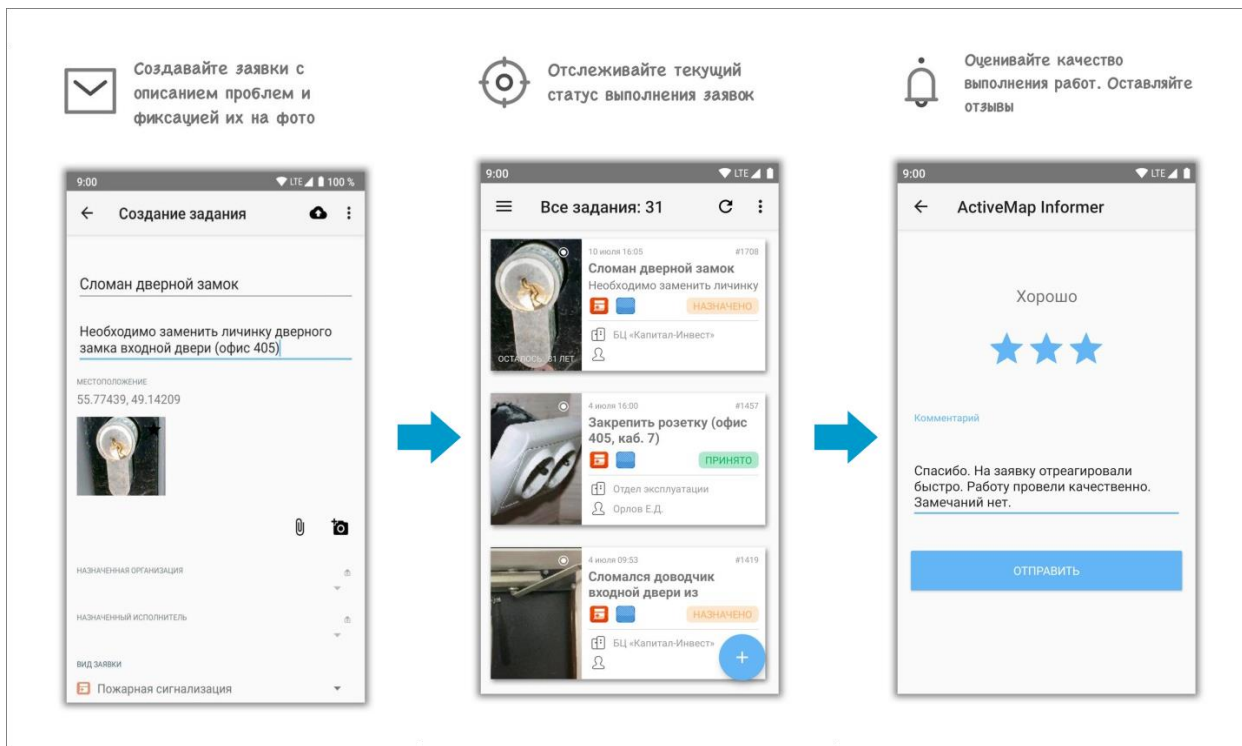 Создавайте заявки с
описанием проблем и
фиксацией их на фото
9:00
LTE
100 %
Создание задания
Сломан дверной замок
Необходимо заменить личинку дверного
замка входной двери (офис 405)
МЕСТОПОЛОЖЕНИЕ
55.77439, 49.14209
НАЗНАЧЕННАЯ ОРГАНИЗАЦИЯ
НАЗНАЧЕННЫЙ ИСПОЛНИТЕЛЬ
ВИД ЗАЯВКИ
Пожарная сигнализация
Отслеживайте текущий
статус выполнения заявок
9:00
LTE
Все задания: 31
10 июля 16:05
#1708
Сломан дверной замок
Необходимо заменить личинку
НАЗНАЧЕНО
БЦ «Капитал-Инвест»
ОСТАЛОСЬ: 81 ЛЕТ
4 июля 16:00
#1457
Закрепить розетку (офис
405, каб. 7)
ПРИНЯТО
Отдел эксплуатации
Орлов Е.Д.
4 июля 09:53
#1419
Сломался доводчик
входной двери из
НАЗНАЧЕНО
БЦ «Капитал-Инвест»
Оценивайте качество
выполнения работ. Оставляйте
отзывы
9:00
LTE
ActiveMap Informer
Хорошо
Комментарий
Спасибо. На заявку отреагировали
быстро. Работу провели качественно.
Замечаний нет.
ОТПРАВИТЬ